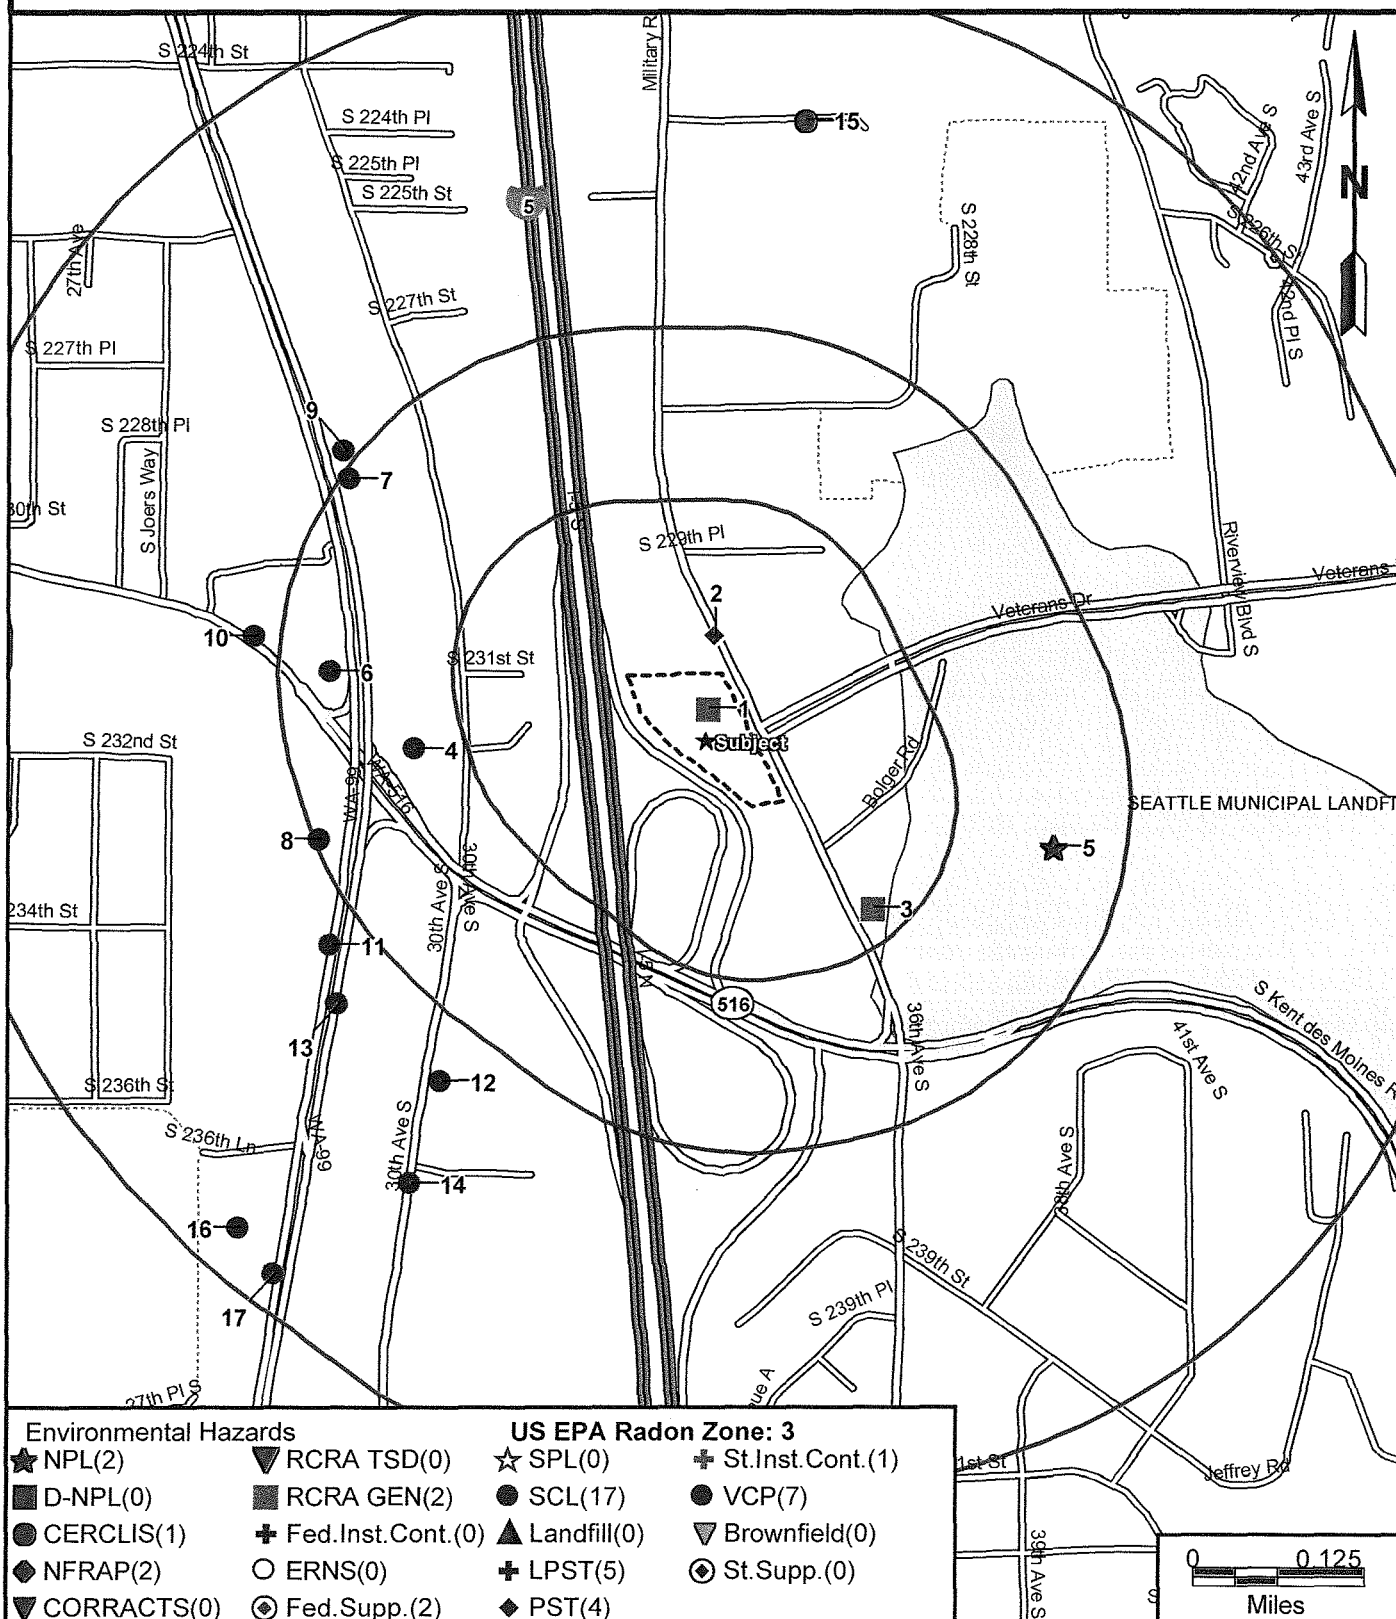 S 224th St
Military R
S 224th Pl
15
S 225th Pl
S 225th St
5
42nd Ave S
43rd Ave S
N
S 226th St
S 228th St
42nd Pl S
27th Ave
S 227th St
S 227th Pl
9
S 228th Pl
7
S Joers Way
30th St
I-5 S
S 229th Pl
Riverview Blvd S
Veterans
Veterans Dr
2
10
6
S 231st St
1
Subject
S 232nd St
4
WA-99
WA-516
Bolger Rd
SEATTLE MUNICIPAL LANDFI
8
5
30th Ave S
30th Ave S
234th St
3
11
I-5 N
516
S Kent des Moines R
13
36th Ave S
41st Ave S
S 236th St
12
S 236th Ln
WA-99
30th Ave S
14
38th Ave S
16
S 239th St
17
S 239th Pl
27th Pl S
nue A
1st St
Jeffrey Rd
39th Ave S
S
Environmental Hazards
US EPA Radon Zone: 3
NPL(2)
RCRA TSD(0)
SPL(0)
St.Inst.Cont.(1)
D-NPL(0)
RCRA GEN(2)
SCL(17)
VCP(7)
CERCLIS(1)
Fed.Inst.Cont.(0)
Landfill(0)
Brownfield(0)
NFRAP(2)
ERNS(0)
LPST(5)
St.Supp.(0)
CORRACTS(0)
Fed.Supp.(2)
PST(4)
0 0.125
Miles